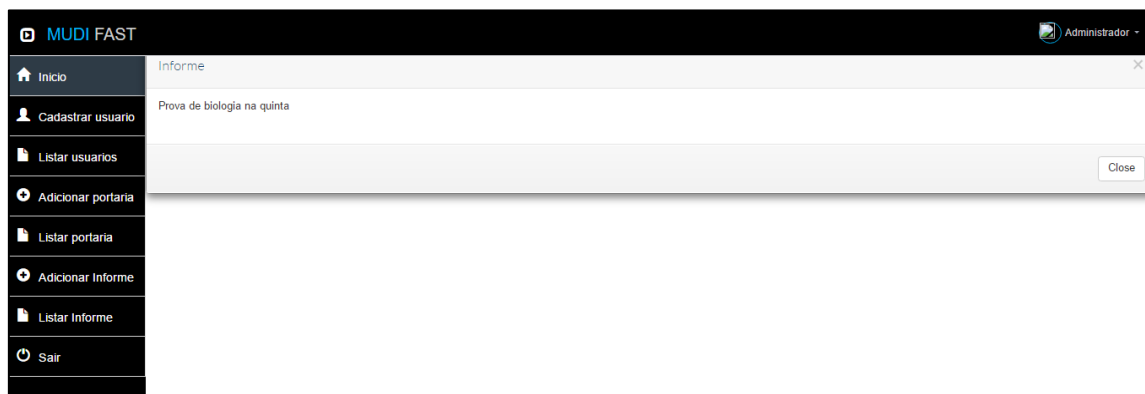 MUDI FAST
Administrador
Inicio
Cadastrar usuario
Listar usuarios
Adicionar portaria
Listar portaria
Adicionar Informe
Listar Informe
Sair
Informe
×
Prova de biologia na quinta
Close